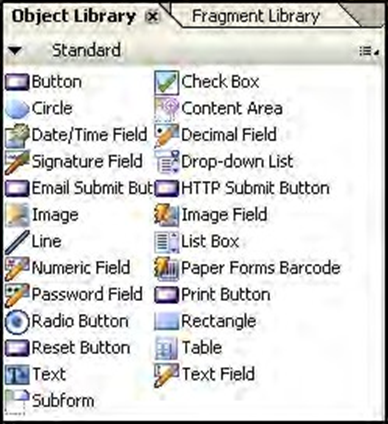 Object Library Fragment Library
Standard
Button Check Box
Circle Content Area
Date/Time Field Decimal Field
Signature Field Drop-down List
Email Submit But HTTP Submit Button
Image Image Field
Line List Box
Numeric Field Paper Forms Barcode
Password Field Print Button
Radio Button Rectangle
Reset Button Table
Text Text Field
Subform